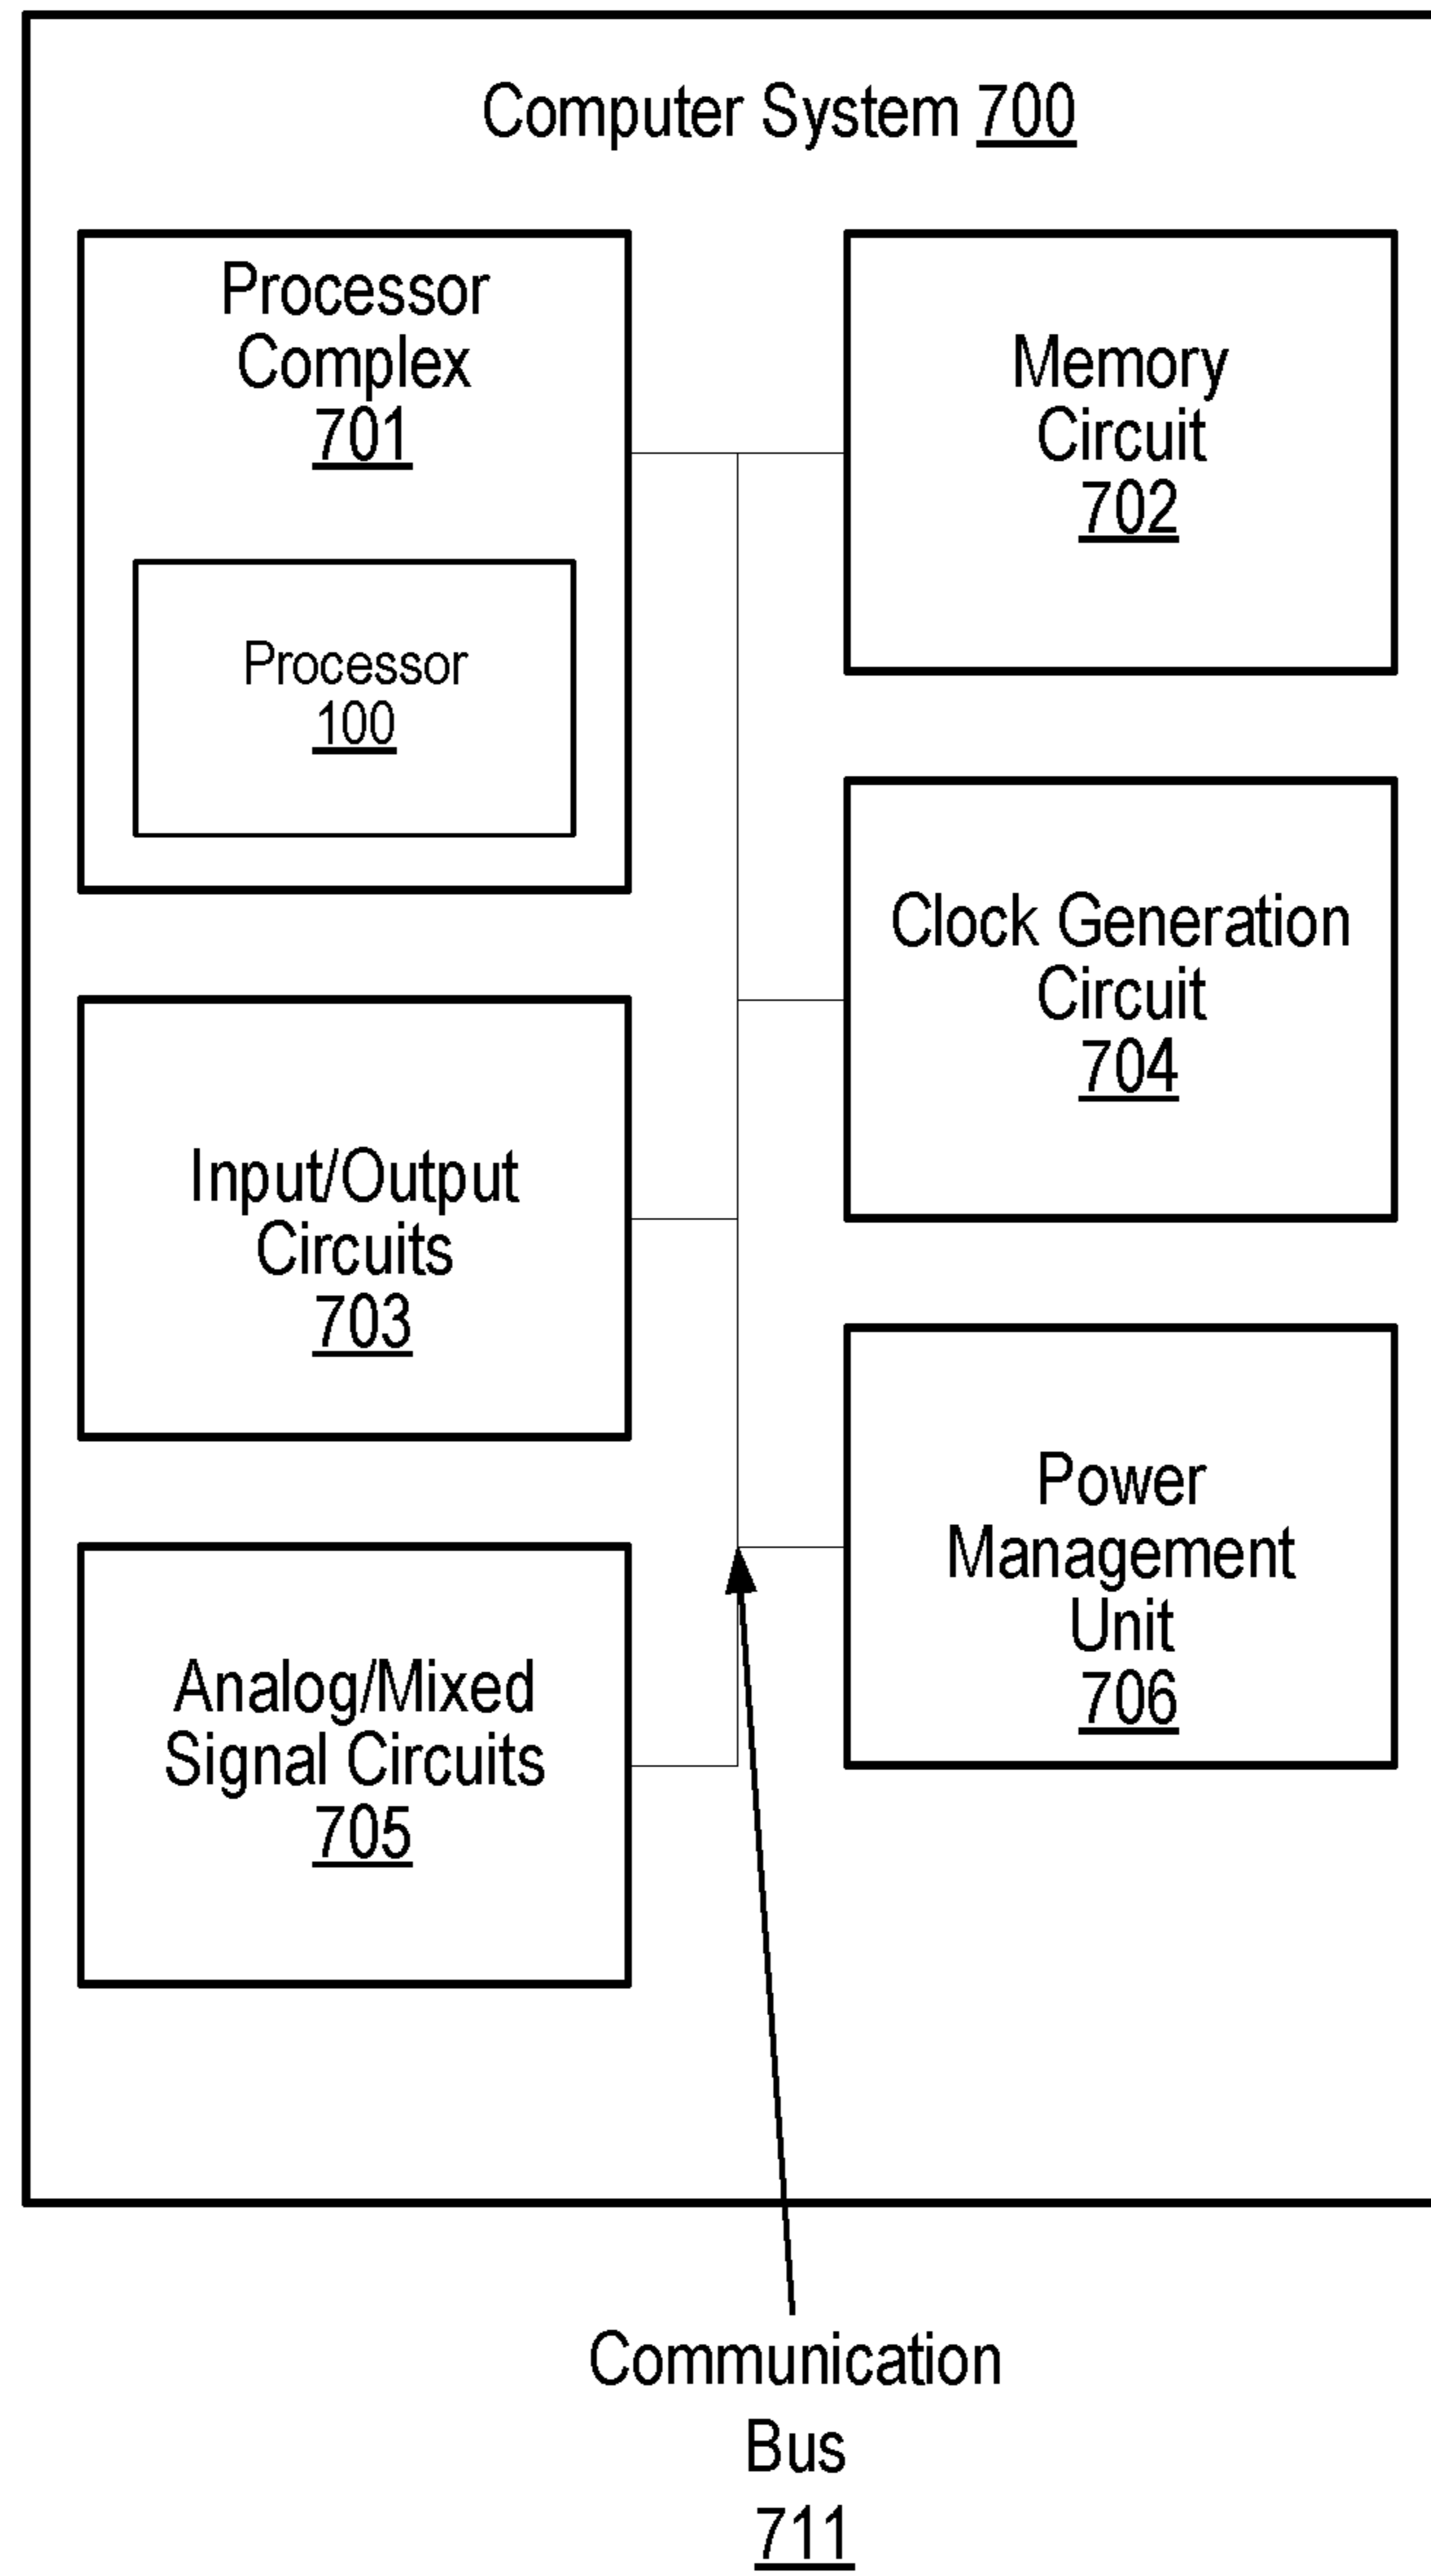 Computer System 700
Processor
Complex
701
Processor
100
Memory
Circuit
702
Input/Output
Circuits
703
Clock Generation
Circuit
704
Analog/Mixed
Signal Circuits
705
Power
Management
Unit
706
Communication
Bus
711